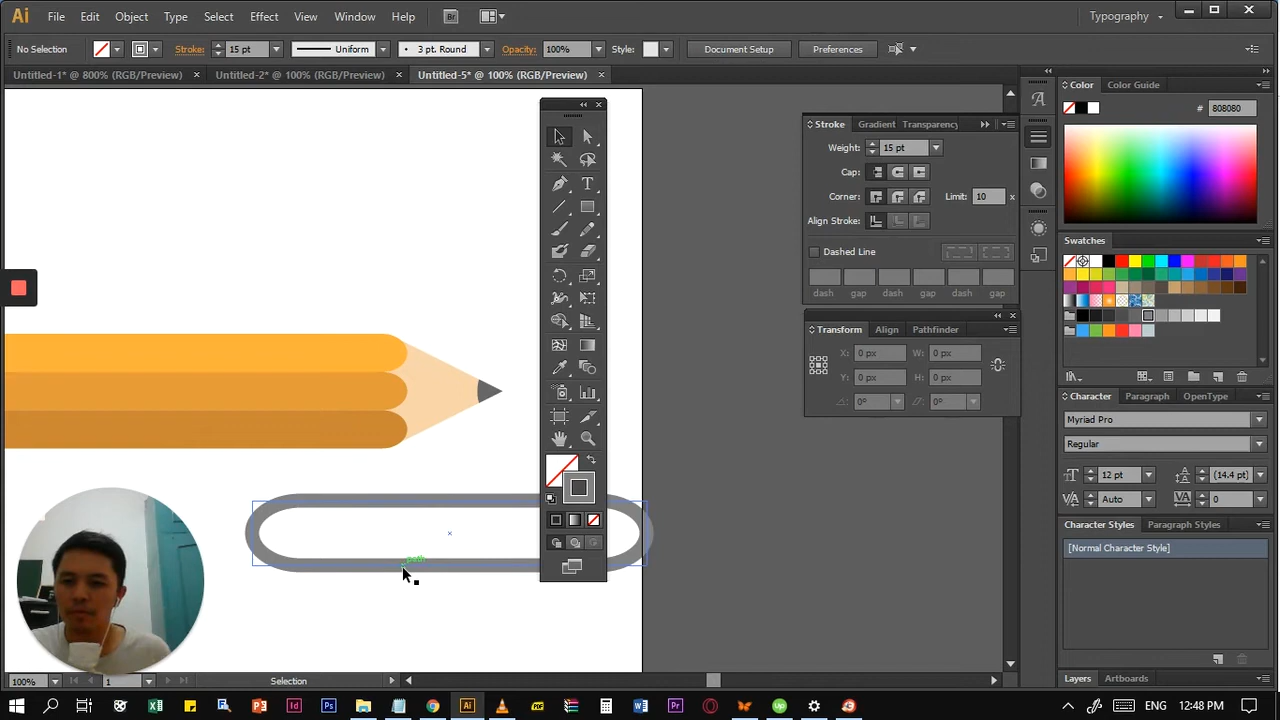 Ai File Edit Object Type Select Effect View Window Help Br Typography
No Selection Stroke: 15 pt Uniform 3 pt. Round Opacity: 100% Style: Document Setup Preferences
Untitled-1* @ 800% (RGB/Preview) × Untitled-2* @ 100% (RGB/Preview) × Untitled-5* @ 100% (RGB/Preview) ×
Stroke Gradient Transparency
Weight: 15 pt
Cap:
Corner: Limit: 10 x
Align Stroke:
Dashed Line
dash gap dash gap dash gap
Transform Align Pathfinder
X: 0 px W: 0 px
Y: 0 px H: 0 px
0° 0°
Color Color Guide
# 808080
Swatches
Character Paragraph OpenType
Myriad Pro
Regular
12 pt (14.4 pt)
Auto 0
Character Styles Paragraph Styles
[Normal Character Style]
Layers Artboards
path
100% 1 Selection
ENG 12:48 PM